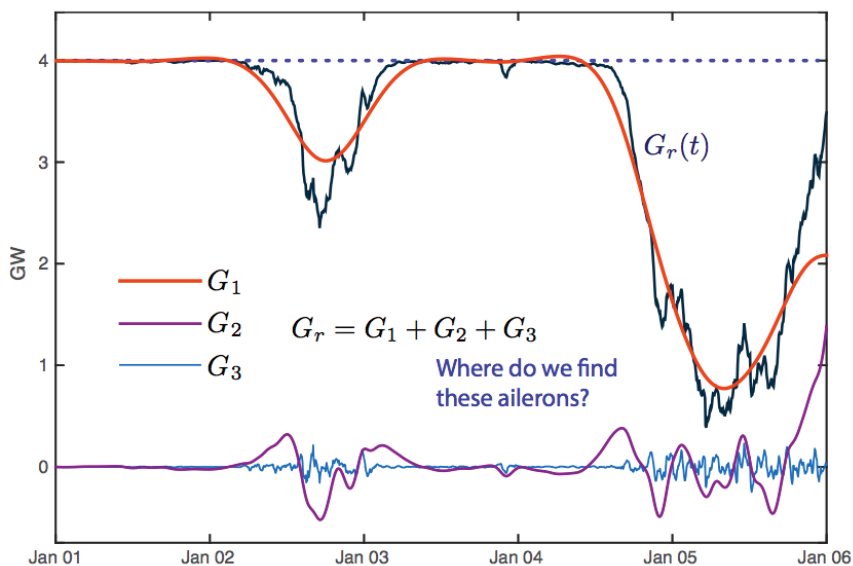 4
3
2
1
0
GW
G_r(t)
G_1
G_2
G_3
G_r = G_1 + G_2 + G_3
Where do we find
these ailerons?
Jan 01 Jan 02 Jan 03 Jan 04 Jan 05 Jan 06